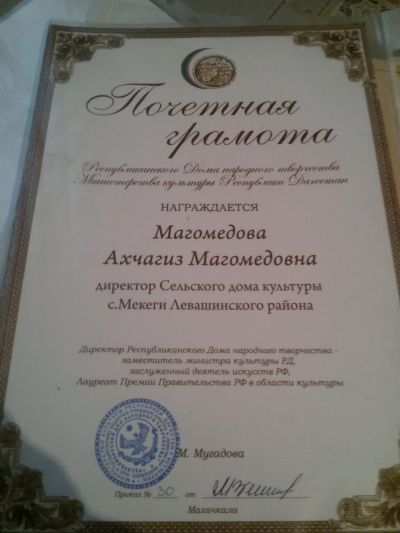 Почетная
грамота
Республиканского Дома народного творчества
Министерства культуры Республики Дагестан
НАГРАЖДАЕТСЯ
Магомедова
Ахчагиз Магомедовна
директор Сельского дома культуры
с.Мекеги Левашинского района
Директор Республиканского Дома народного творчества -
заместитель министра культуры РД,
заслуженный деятель искусств РФ,
Лауреат Премии Правительства РФ в области культуры
М. Мугадова
Приказ № 30 от
Махачкала